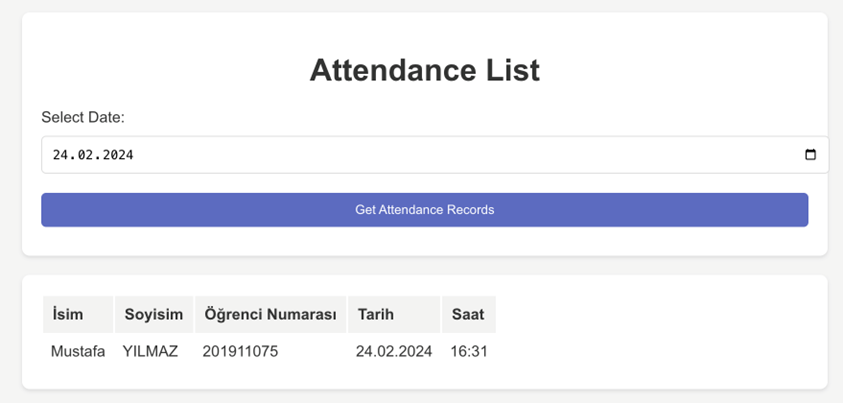 Attendance List
Select Date:
24.02.2024
Get Attendance Records
İsim Soyisim Öğrenci Numarası Tarih Saat
Mustafa YILMAZ 201911075 24.02.2024 16:31